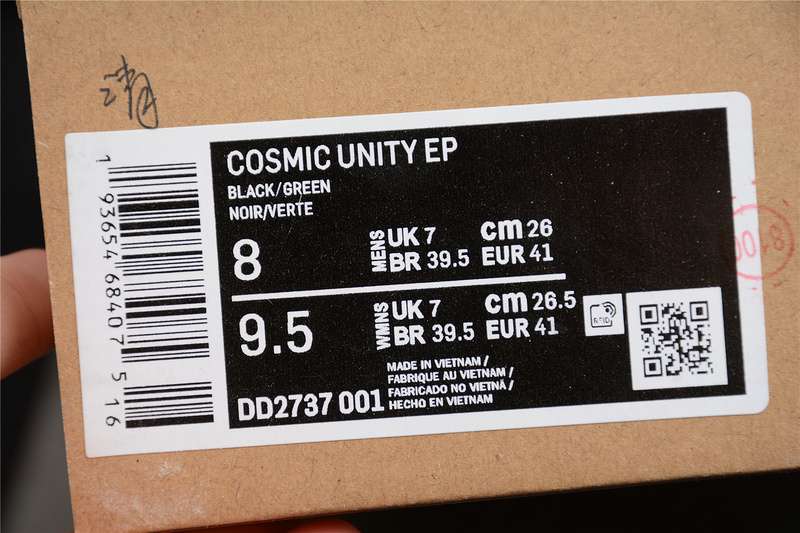 COSMIC UNITY EP
BLACK/GREEN
NOIR/VERTE
8 MENS UK 7 cm 26
BR 39.5 EUR 41
9.5 WMNS UK 7 cm 26.5
BR 39.5 EUR 41
RFID
MADE IN VIETNAM /
FABRIQUE AU VIETNAM /
FABRICADO NO VIETNÃ /
HECHO EN VIETNAM
DD2737 001
1 93654 68407 5 16